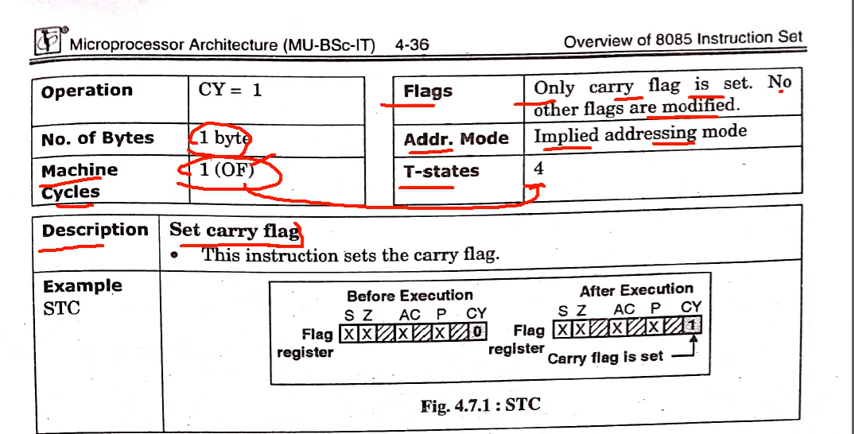 Microprocessor Architecture (MU-BSc-IT) 4-36 Overview of 8085 Instruction Set
Operation CY = 1
No. of Bytes 1 byte
Machine Cycles 1 (OF)
Flags Only carry flag is set. No
other flags are modified.
Addr. Mode Implied addressing mode
T-states 4
Description Set carry flag
• This instruction sets the carry flag.
Example
STC
Before Execution
S Z AC P CY
Flag register X X X X 0
After Execution
S Z AC P CY
Flag register X X X X 1
Carry flag is set
Fig. 4.7.1 : STC